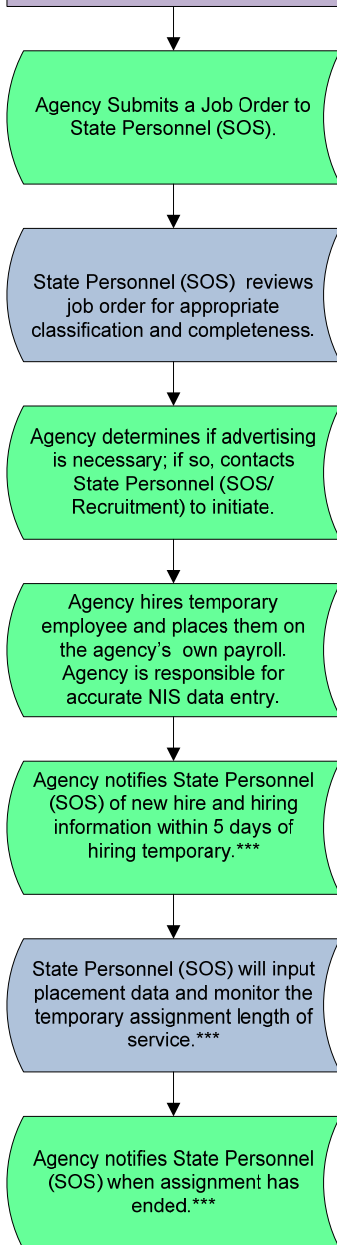 Agency Submits a Job Order to
State Personnel (SOS).
State Personnel (SOS) reviews
job order for appropriate
classification and completeness.
Agency determines if advertising
is necessary; if so, contacts
State Personnel (SOS/
Recruitment) to initiate.
Agency hires temporary
employee and places them on
the agency's own payroll.
Agency is responsible for
accurate NIS data entry.
Agency notifies State Personnel
(SOS) of new hire and hiring
information within 5 days of
hiring temporary.***
State Personnel (SOS) will input
placement data and monitor the
temporary assignment length of
service.***
Agency notifies State Personnel
(SOS) when assignment has
ended.***